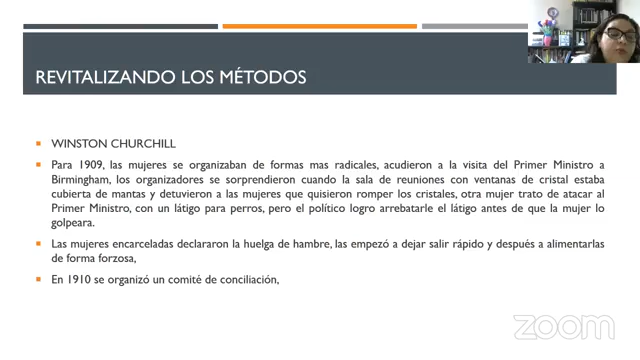 REVITALIZANDO LOS MÉTODOS
WINSTON CHURCHILL
Para 1909, las mujeres se organizaban de formas mas radicales, acudieron a la visita del Primer Ministro a
Birmingham, los organizadores se sorprendieron cuando la sala de reuniones con ventanas de cristal estaba
cubierta de mantas y detuvieron a las mujeres que quisieron romper los cristales, otra mujer trato de atacar al
Primer Ministro, con un látigo para perros, pero el político logro arrebatarle el látigo antes de que la mujer lo
golpeara.
Las mujeres encarceladas declararon la huelga de hambre, las empezó a dejar salir rápido y después a alimentarlas
de forma forzosa,
En 1910 se organizó un comité de conciliación,
zoom